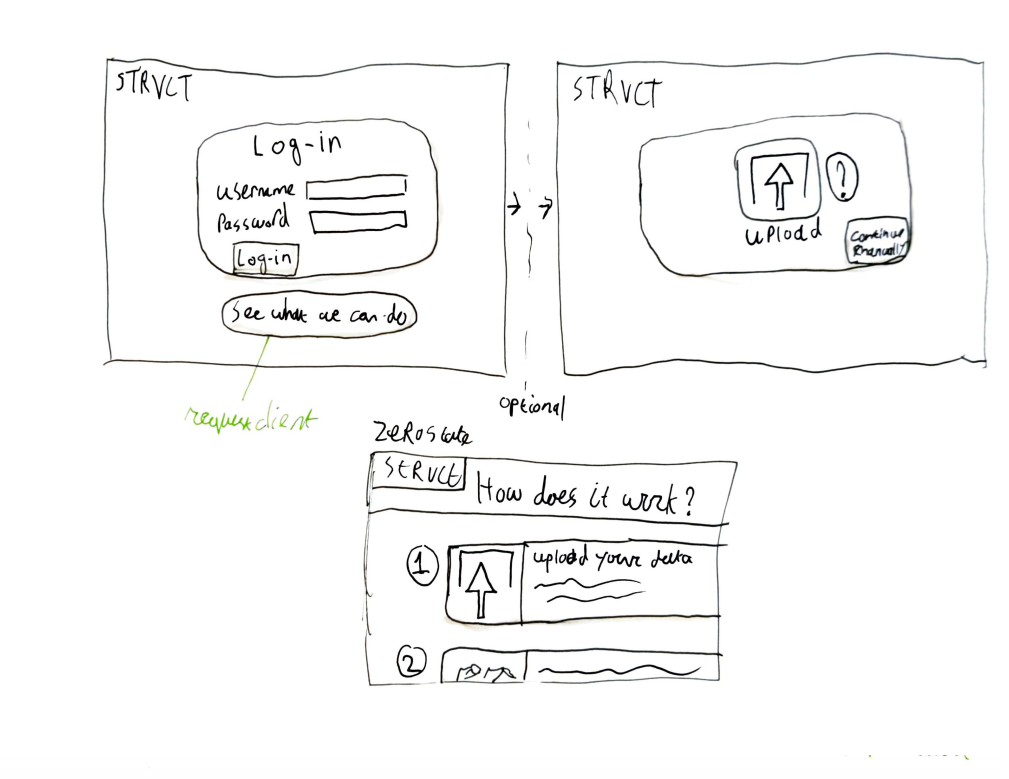 STRVCT
Log-in
username
Password
Log-in
See what we can do
request client
STRVCT
?
UPLOAD
Continue
Manually
optional
Zerostate
STRVCT
How does it work?
1
upload your data
2